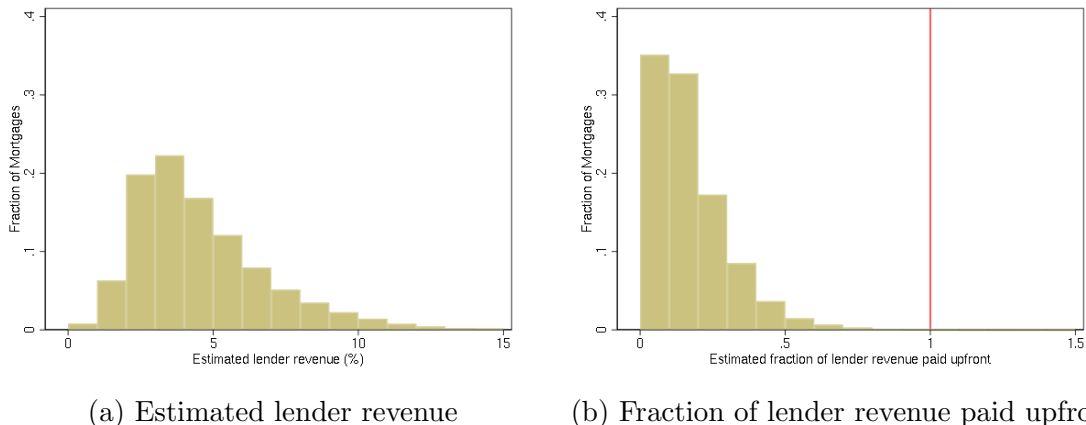 .4
.3
.2
.1
0
Fraction of Mortgages
0 5 10 15
Estimated lender revenue (%)
(a) Estimated lender revenue
.4
.3
.2
.1
0
Fraction of Mortgages
0 .5 1 1.5
Estimated fraction of lender revenue paid upfront
(b) Fraction of lender revenue paid upfro